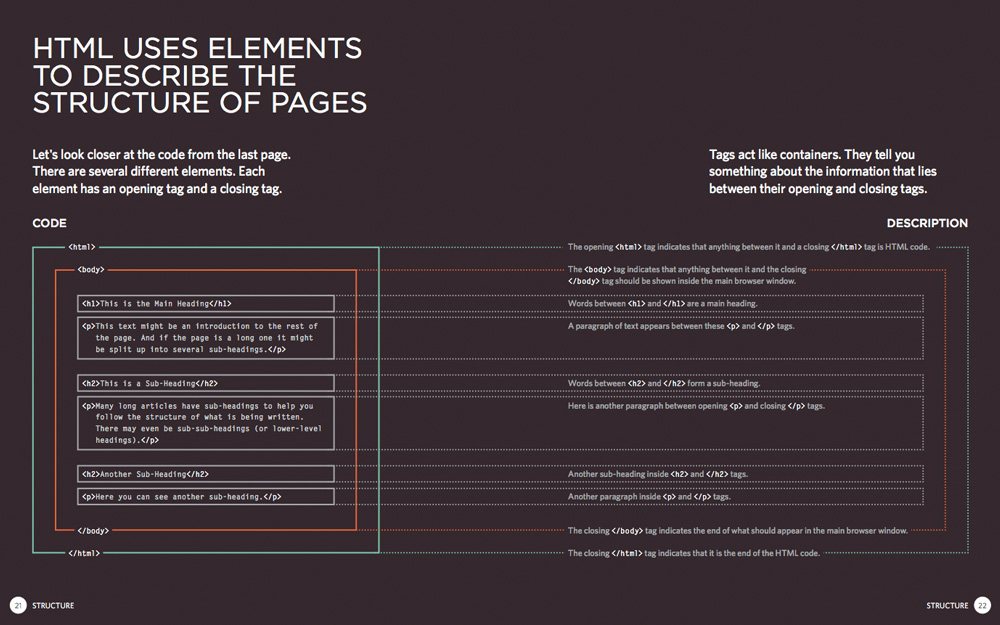 HTML USES ELEMENTS
TO DESCRIBE THE
STRUCTURE OF PAGES
Let's look closer at the code from the last page.
There are several different elements. Each
element has an opening tag and a closing tag.
Tags act like containers. They tell you
something about the information that lies
between their opening and closing tags.
CODE
DESCRIPTION
<html>
The opening <html> tag indicates that anything between it and a closing </html> tag is HTML code.
<body>
The <body> tag indicates that anything between it and the closing
</body> tag should be shown inside the main browser window.
<h1>This is the Main Heading</h1>
Words between <h1> and </h1> are a main heading.
<p>This text might be an introduction to the rest of
the page. And if the page is a long one it might
be split up into several sub-headings.</p>
A paragraph of text appears between these <p> and </p> tags.
<h2>This is a Sub-Heading</h2>
Words between <h2> and </h2> form a sub-heading.
<p>Many long articles have sub-headings to help you
follow the structure of what is being written.
There may even be sub-sub-headings (or lower-level
headings).</p>
Here is another paragraph between opening <p> and closing </p> tags.
<h2>Another Sub-Heading</h2>
Another sub-heading inside <h2> and </h2> tags.
<p>Here you can see another sub-heading.</p>
Another paragraph inside <p> and </p> tags.
</body>
The closing </body> tag indicates the end of what should appear in the main browser window.
</html>
The closing </html> tag indicates that it is the end of the HTML code.
21 STRUCTURE
STRUCTURE 22